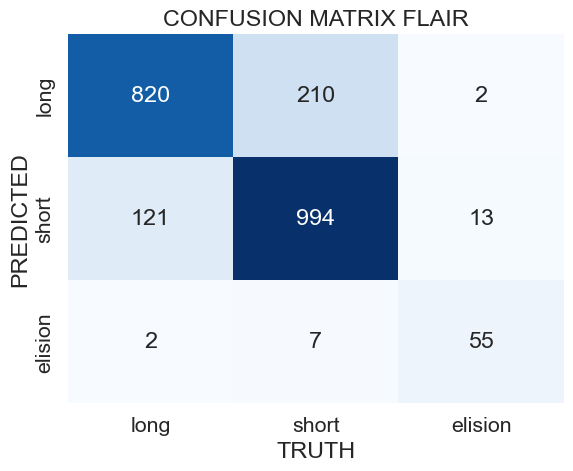 CONFUSION MATRIX FLAIR
PREDICTED
long
820 210 2
short
121 994 13
elision
2 7 55
long short elision
TRUTH